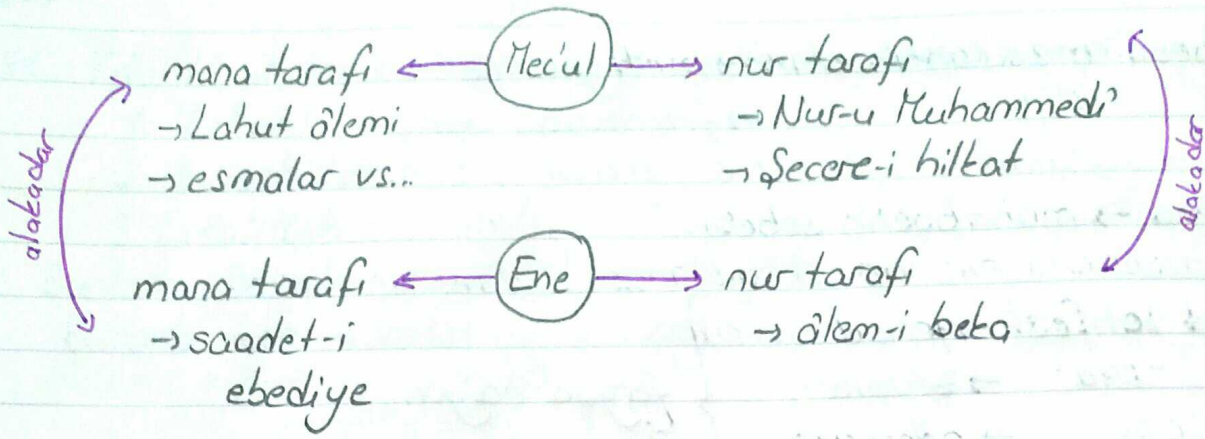 mana tarafı
→ Lahut âlemi
→ esmalar vs...
Mec'ul
nur tarafı
→ Nur-u Muhammedî
→ Şecere-i hilkat
alakadar
alakadar
mana tarafı
→ saadet-i
ebediye
Ene
nur tarafı
→ âlem-i beka